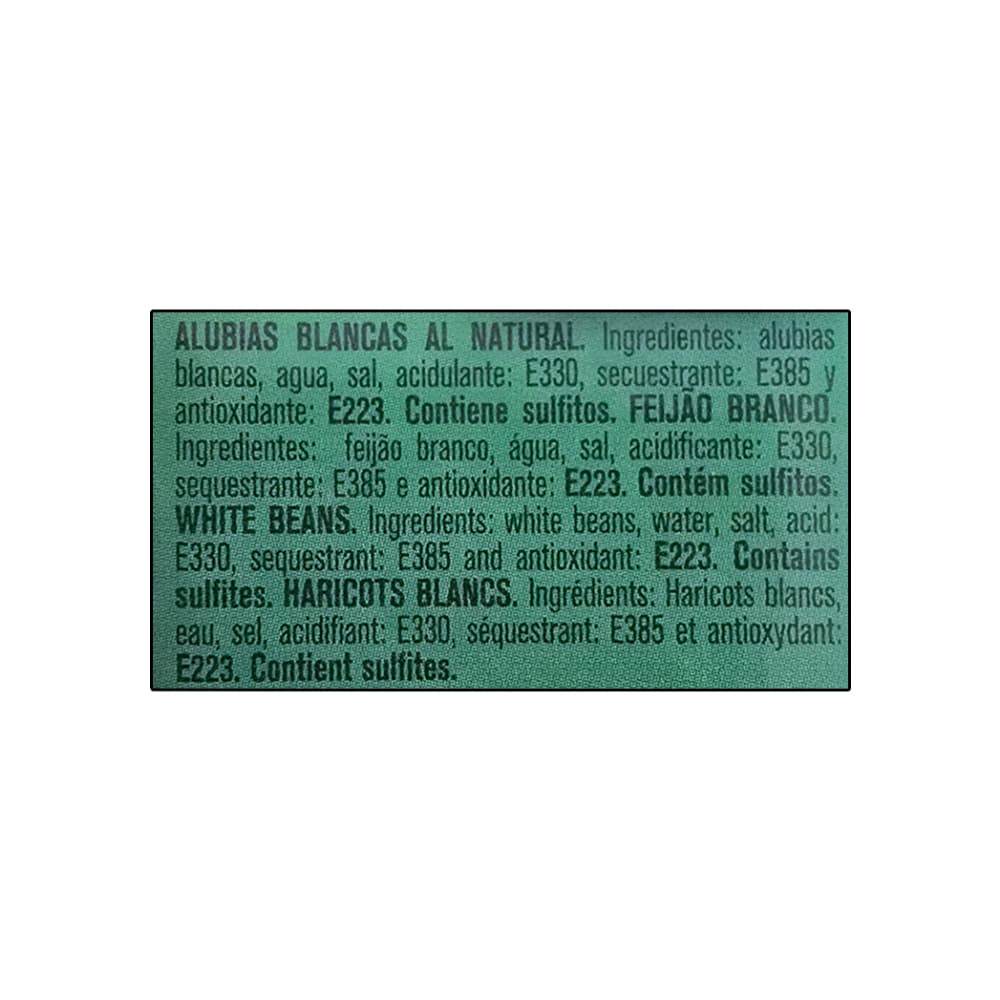 ALUBIAS BLANCAS AL NATURAL. Ingredientes: alubias
blancas, agua, sal, acidulante: E330, secuestrante: E385 y
antioxidante: E223. Contiene sulfitos. FEIJÃO BRANCO.
Ingredientes: feijão branco, água, sal, acidificante: E330,
sequestrante: E385 e antioxidante: E223. Contém sulfitos.
WHITE BEANS. Ingredients: white beans, water, salt, acid:
E330, sequestrant: E385 and antioxidant: E223. Contains
sulfites. HARICOTS BLANCS. Ingrédients: Haricots blancs,
eau, sel, acidifiant: E330, séquestrant: E385 et antioxydant:
E223. Contient sulfites.